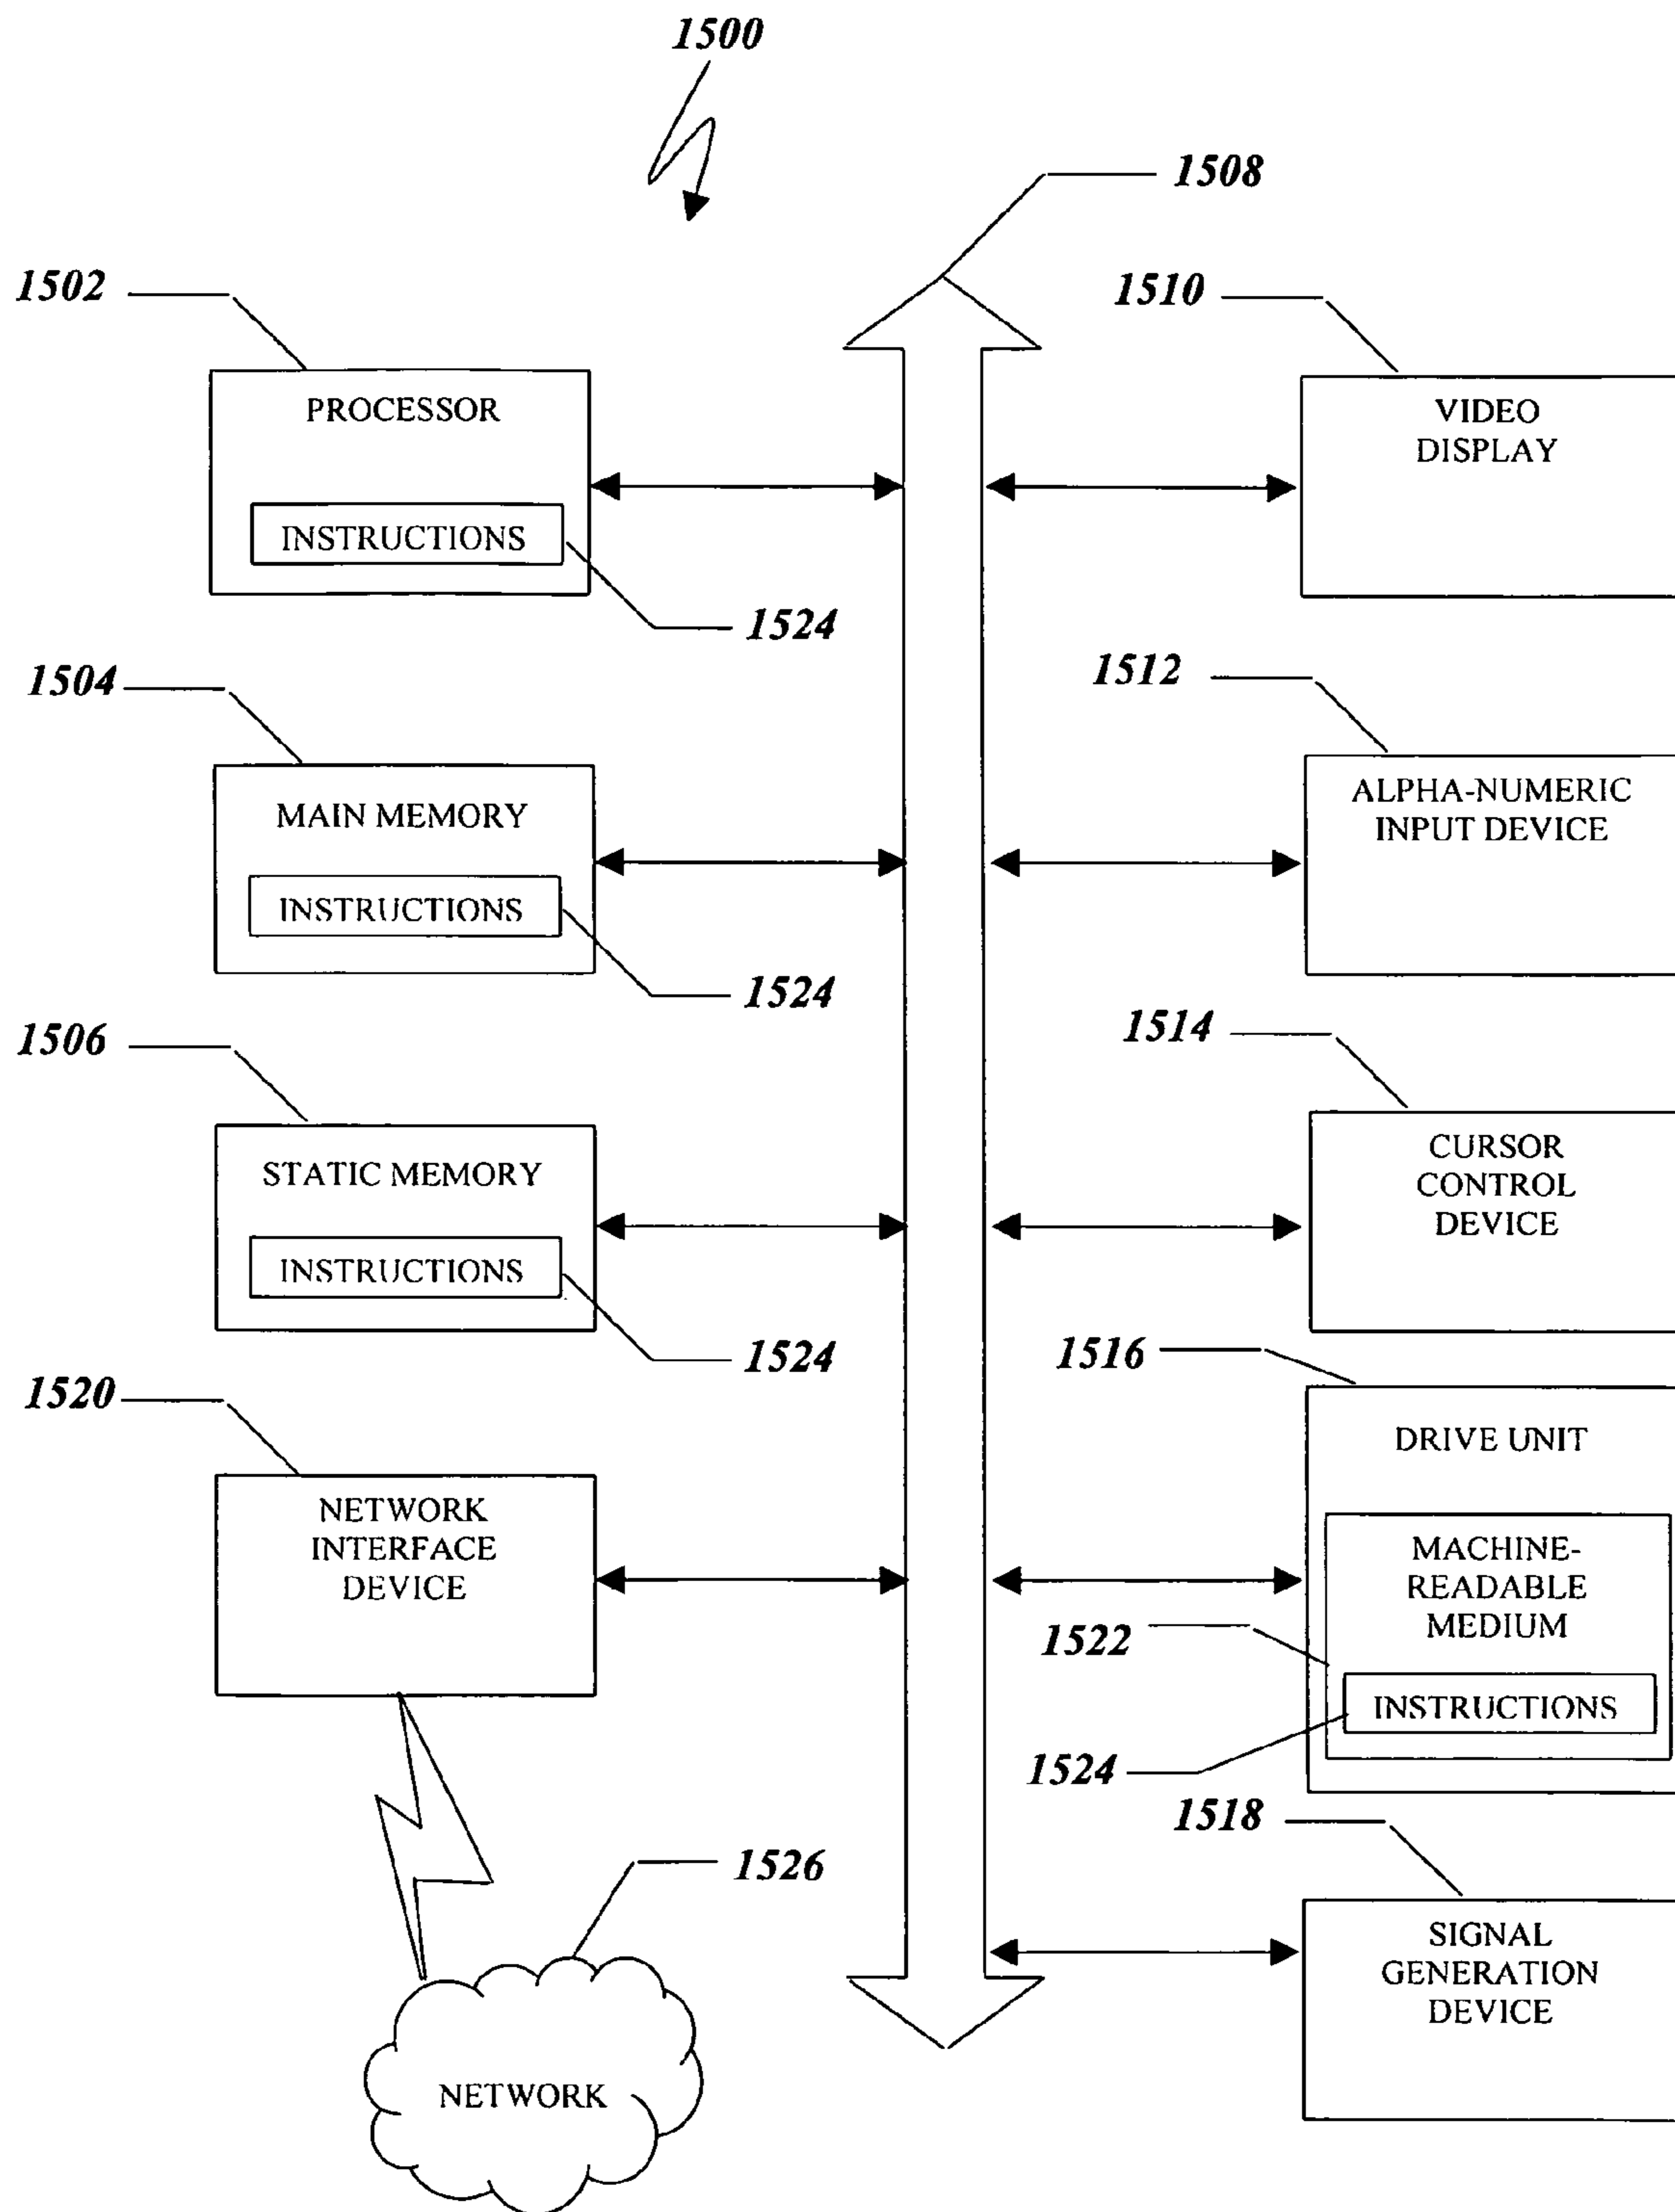 1500
1508
1502
1510
PROCESSOR
INSTRUCTIONS
1524
VIDEO
DISPLAY
1504
1512
MAIN MEMORY
INSTRUCTIONS
1524
ALPHA-NUMERIC
INPUT DEVICE
1506
1514
STATIC MEMORY
INSTRUCTIONS
1524
CURSOR
CONTROL
DEVICE
1520
1516
NETWORK
INTERFACE
DEVICE
DRIVE UNIT
MACHINE-
READABLE
MEDIUM
1522
INSTRUCTIONS
1524
1518
1526
NETWORK
SIGNAL
GENERATION
DEVICE